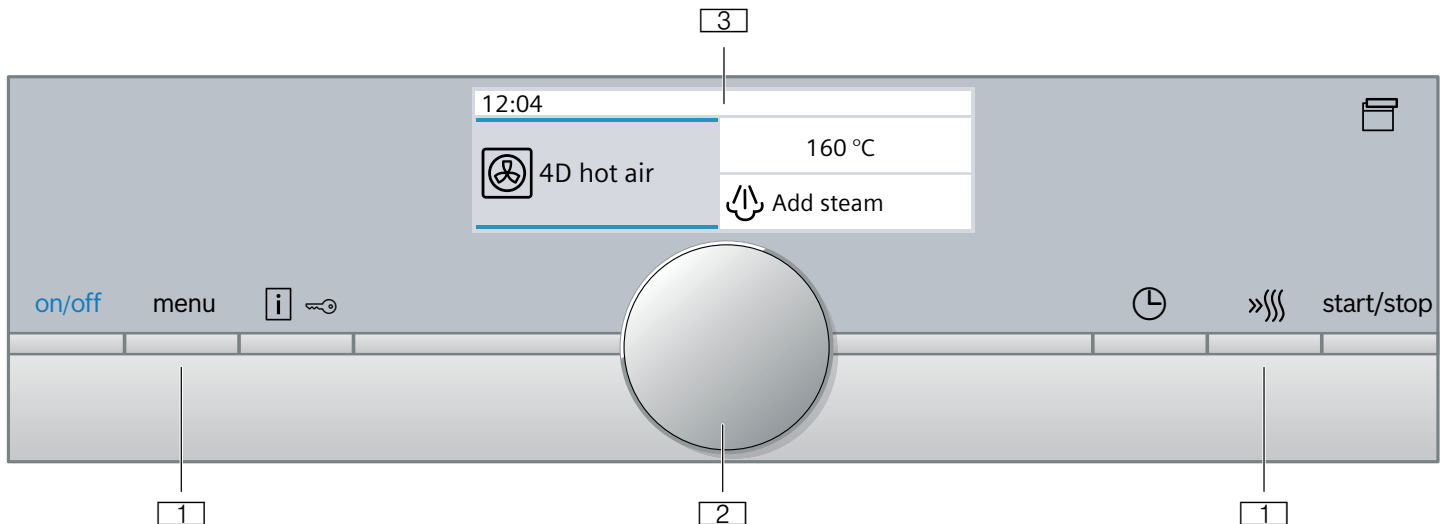 3
12:04
4D hot air
160 °C
Add steam
on/off menu i start/stop
1 2 1